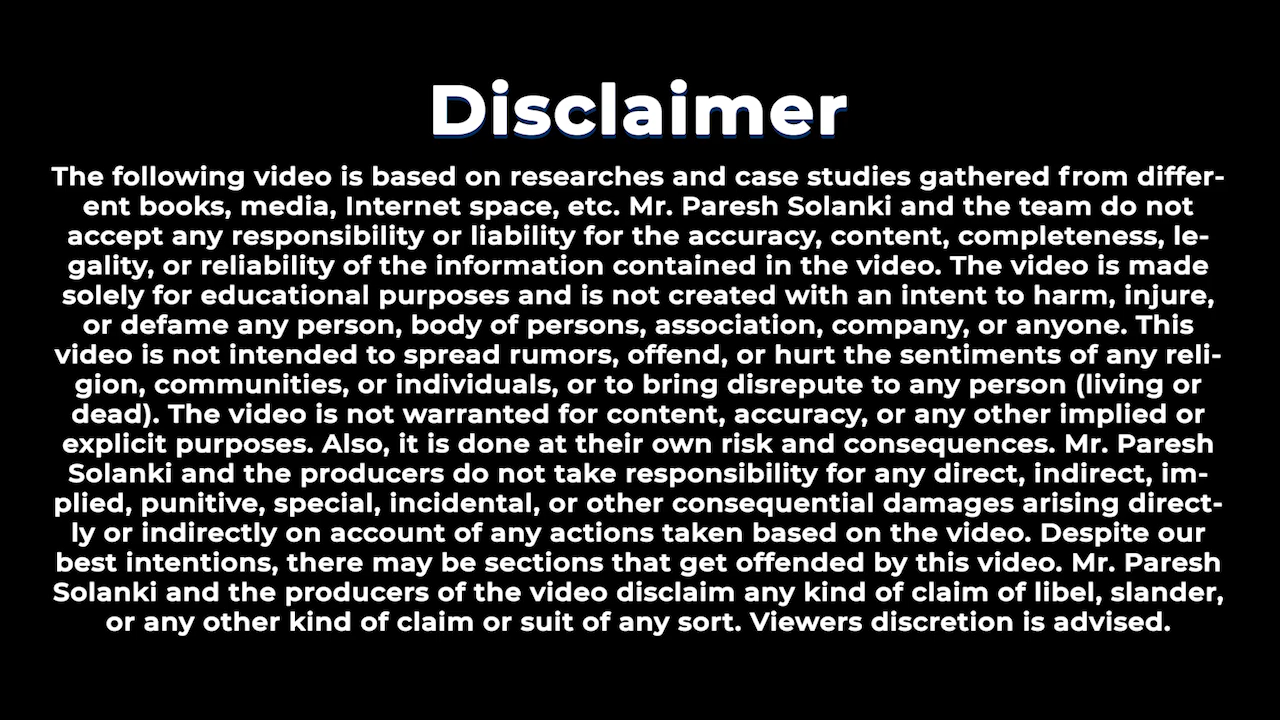 Disclaimer
The following video is based on researches and case studies gathered from differ-
ent books, media, Internet space, etc. Mr. Paresh Solanki and the team do not
accept any responsibility or liability for the accuracy, content, completeness, le-
gality, or reliability of the information contained in the video. The video is made
solely for educational purposes and is not created with an intent to harm, injure,
or defame any person, body of persons, association, company, or anyone. This
video is not intended to spread rumors, offend, or hurt the sentiments of any reli-
gion, communities, or individuals, or to bring disrepute to any person (living or
dead). The video is not warranted for content, accuracy, or any other implied or
explicit purposes. Also, it is done at their own risk and consequences. Mr. Paresh
Solanki and the producers do not take responsibility for any direct, indirect, im-
plied, punitive, special, incidental, or other consequential damages arising direct-
ly or indirectly on account of any actions taken based on the video. Despite our
best intentions, there may be sections that get offended by this video. Mr. Paresh
Solanki and the producers of the video disclaim any kind of claim of libel, slander,
or any other kind of claim or suit of any sort. Viewers discretion is advised.